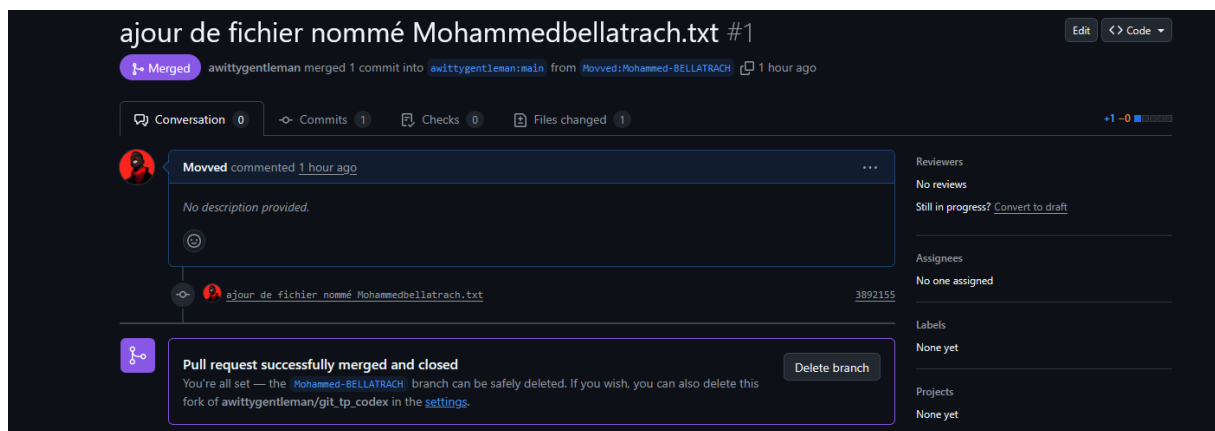 ajour de fichier nommé Mohammedbellatrach.txt #1
Edit
<> Code
Merged
awittygentleman merged 1 commit into awittygentleman:main from Movved:Mohammed-BELLATRACH 1 hour ago
Conversation 0
Commits 1
Checks 0
Files changed 1
+1 −0
Movved commented 1 hour ago
No description provided.
ajour de fichier nommé Mohammedbellatrach.txt
3892155
Pull request successfully merged and closed
You're all set — the Mohammed-BELLATRACH branch can be safely deleted. If you wish, you can also delete this
fork of awittygentleman/git_tp_codex in the settings.
Delete branch
Reviewers
No reviews
Still in progress? Convert to draft
Assignees
No one assigned
Labels
None yet
Projects
None yet